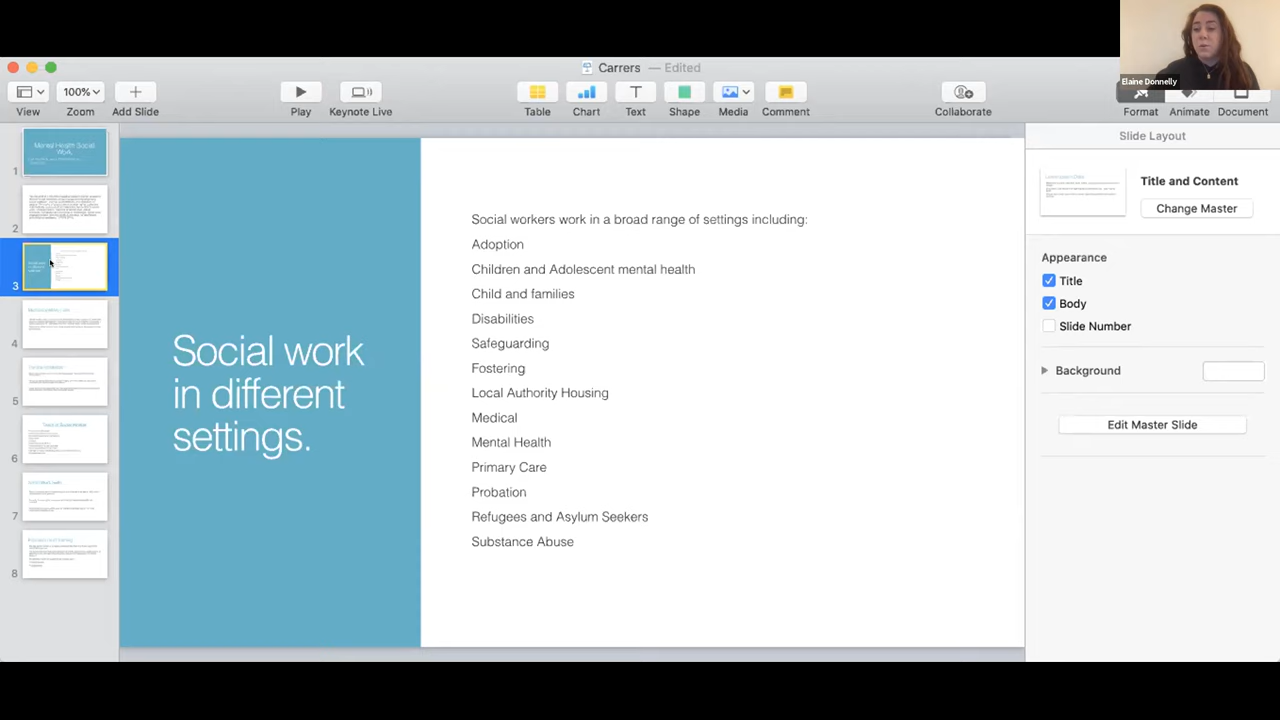 Carrers — Edited
Elaine Donnelly
100%
View
Zoom
Add Slide
Play
Keynote Live
Table
Chart
Text
Shape
Media
Comment
Collaborate
Format
Animate
Document
1
Mental Health Social
Work,
2
3
4
5
6
7
8
Social work
in different
settings.
Social workers work in a broad range of settings including:
Adoption
Children and Adolescent mental health
Child and families
Disabilities
Safeguarding
Fostering
Local Authority Housing
Medical
Mental Health
Primary Care
Probation
Refugees and Asylum Seekers
Substance Abuse
Slide Layout
Title and Content
Change Master
Appearance
Title
Body
Slide Number
Background
Edit Master Slide